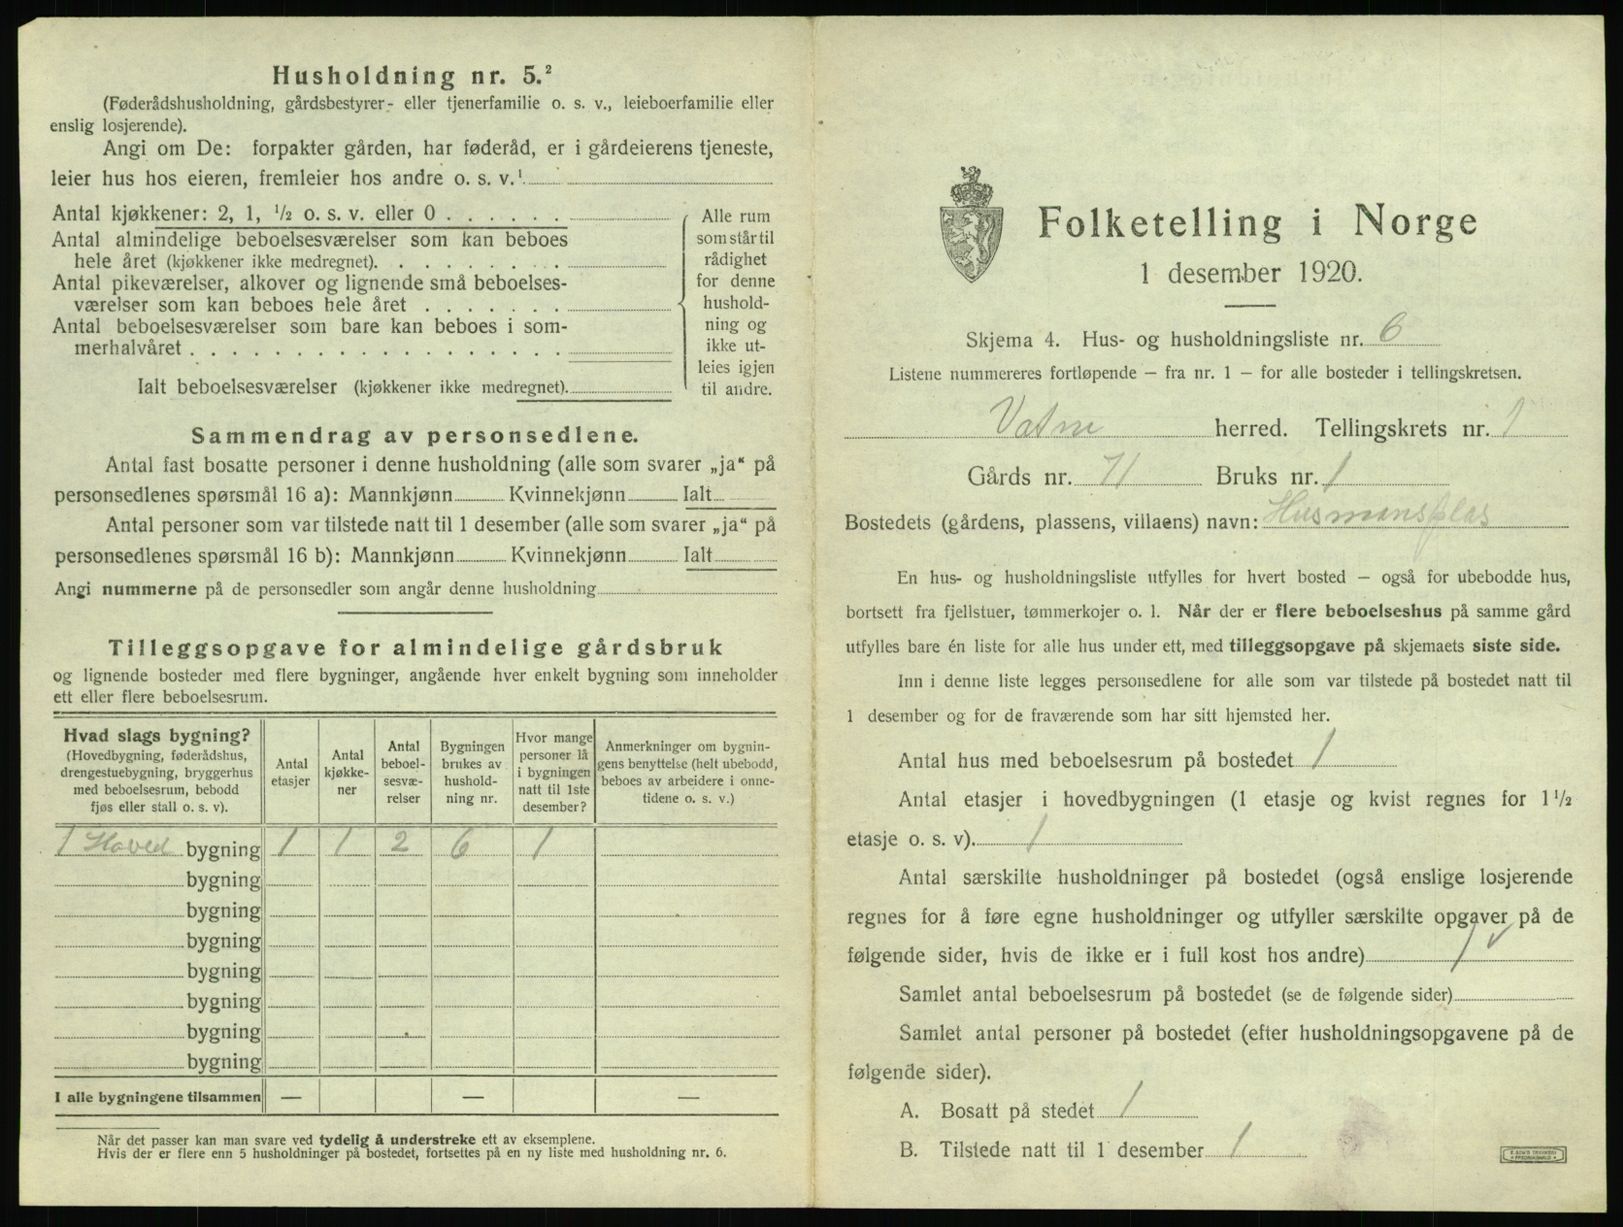 Husholdning nr. 5.²
(Føderådshusholdning, gårdsbestyrer- eller tjenerfamilie o. s. v., leieboerfamilie eller
enslig losjerende).
Angi om De: forpakter gården, har føderåd, er i gårdeierens tjeneste,
leier hus hos eieren, fremleier hos andre o. s. v.¹
Antal kjøkkener: 2, 1, ½ o. s. v. eller 0 . . . . . .
Antal almindelige beboelsesværelser som kan beboes
hele året (kjøkkener ikke medregnet). . . . . . . .
Antal pikeværelser, alkover og lignende små beboelses-
værelser som kan beboes hele året . . . . . . .
Antal beboelsesværelser som bare kan beboes i som-
merhalvåret . . . . . . . . . . . . . . . . . .
Ialt beboelsesværelser (kjøkkener ikke medregnet).
Alle rum
som står til
rådighet
for denne
hushold-
ning og
ikke ut-
leies igjen
til andre.
Sammendrag av personsedlene.
Antal fast bosatte personer i denne husholdning (alle som svarer „ja“ på
personsedlenes spørsmål 16 a): Mannkjønn Kvinnekjønn Ialt
Antal personer som var tilstede natt til 1 desember (alle som svarer „ja“ på
personsedlenes spørsmål 16 b): Mannkjønn Kvinnekjønn Ialt
Angi nummerne på de personsedler som angår denne husholdning
Tilleggsopgave for almindelige gårdsbruk
og lignende bosteder med flere bygninger, angående hver enkelt bygning som inneholder
ett eller flere beboelsesrum.
Hvad slags bygning?
(Hovedbygning, føderådshus,
drengestuebygning, bryggerhus
med beboelsesrum, bebodd
fjøs eller stall o. s. v).
Antal
etasjer
Antal
kjøkke-
ner
Antal
beboel-
sesvæ-
relser
Bygningen
brukes av
hushold-
ning nr.
Hvor mange
personer lå
i bygningen
natt til 1ste
desember?
Anmerkninger om bygnin-
gens benyttelse (helt ubebodd,
beboes av arbeidere i onne-
tidene o. s. v.)
1 Hoved bygning 1 1 2 6 1
bygning
bygning
bygning
bygning
bygning
bygning
bygning
I alle bygningene tilsammen — — —
Når det passer kan man svare ved tydelig å understreke ett av eksemplene.
Hvis der er flere enn 5 husholdninger på bostedet, fortsettes på en ny liste med husholdning nr. 6.
Folketelling i Norge
1 desember 1920.
Skjema 4. Hus- og husholdningsliste nr. 6
Listene nummereres fortløpende — fra nr. 1 — for alle bosteder i tellingskretsen.
Vatne herred. Tellingskrets nr. 1
Gårds nr. 71 Bruks nr. 1
Bostedets (gårdens, plassens, villaens) navn: Husmansplas
En hus- og husholdningsliste utfylles for hvert bosted — også for ubebodde hus,
bortsett fra fjellstuer, tømmerkojer o. l. Når der er flere beboelseshus på samme gård
utfylles bare én liste for alle hus under ett, med tilleggsopgave på skjemaets siste side.
Inn i denne liste legges personsedlene for alle som var tilstede på bostedet natt til
1 desember og for de fraværende som har sitt hjemsted her.
Antal hus med beboelsesrum på bostedet 1
Antal etasjer i hovedbygningen (1 etasje og kvist regnes for 1½
etasje o. s. v). 1
Antal særskilte husholdninger på bostedet (også enslige losjerende
regnes for å føre egne husholdninger og utfyller særskilte opgaver på de
følgende sider, hvis de ikke er i full kost hos andre) 1 ✓
Samlet antal beboelsesrum på bostedet (se de følgende sider)
Samlet antal personer på bostedet (efter husholdningsopgavene på de
følgende sider).
A. Bosatt på stedet 1
B. Tilstede natt til 1 desember 1